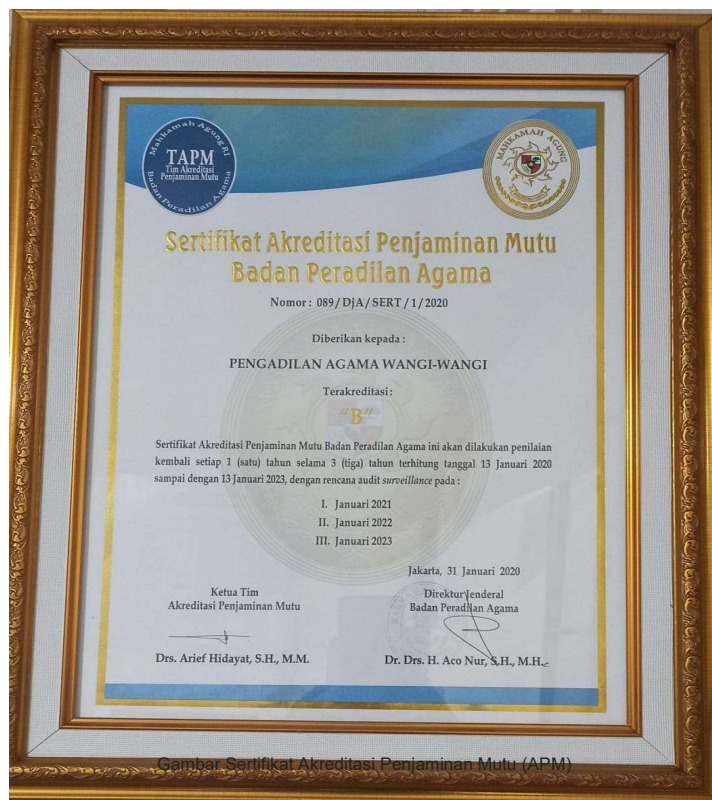 Mahkamah Agung RI
TAPM
Tim Akreditasi
Penjaminan Mutu
Badan Peradilan Agama
MAHKAMAH AGUNG
Sertifikat Akreditasi Penjaminan Mutu
Badan Peradilan Agama
Nomor : 089/DjA/SERT/1/2020
Diberikan kepada :
PENGADILAN AGAMA WANGI-WANGI
Terakreditasi :
"B"
Sertifikat Akreditasi Penjaminan Mutu Badan Peradilan Agama ini akan dilakukan penilaian
kembali setiap 1 (satu) tahun selama 3 (tiga) tahun terhitung tanggal 13 Januari 2020
sampai dengan 13 Januari 2023, dengan rencana audit surveillance pada :
I. Januari 2021
II. Januari 2022
III. Januari 2023
Jakarta, 31 Januari 2020
Ketua Tim
Akreditasi Penjaminan Mutu
Direktur Jenderal
Badan Peradilan Agama
Drs. Arief Hidayat, S.H., M.M.
Dr. Drs. H. Aco Nur, S.H., M.H.
Gambar Sertifikat Akreditasi Penjaminan Mutu (APM)